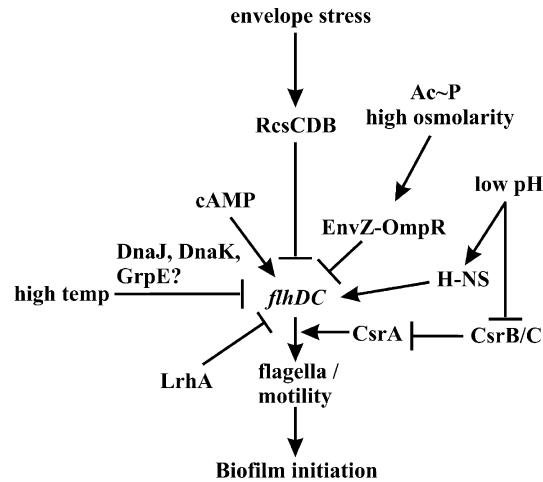 envelope stress
Ac~P
high osmolarity
RcsCDB
low pH
cAMP
EnvZ-OmpR
DnaJ, DnaK,
GrpE?
H-NS
high temp
flhDC
CsrA
CsrB/C
LrhA
flagella /
motility
Biofilm initiation